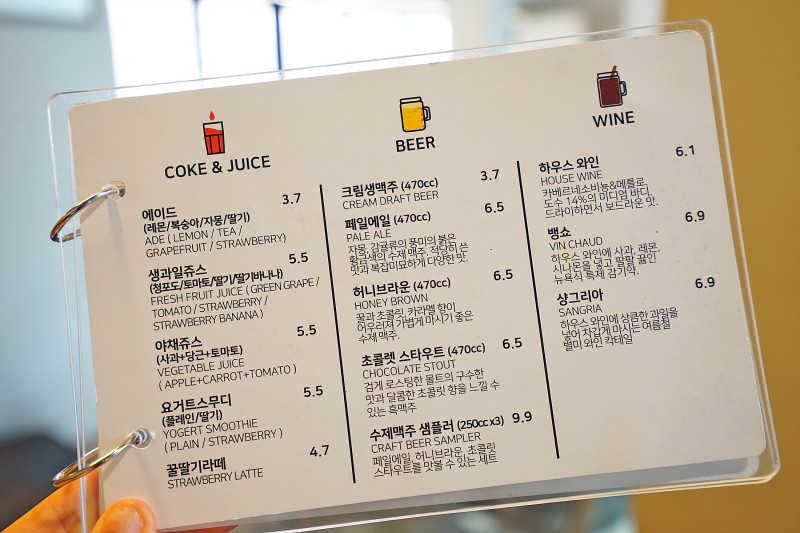 COKE & JUICE
에이드 3.7
(레몬/복숭아/자몽/딸기)
ADE ( LEMON / TEA /
GRAPEFRUIT / STRAWBERRY)
생과일쥬스 5.5
(청포도/토마토/딸기/딸기바나나)
FRESH FRUIT JUICE ( GREEN GRAPE /
TOMATO / STRAWBERRY /
STRAWBERRY BANANA )
야채쥬스 5.5
(사과+당근+토마토)
VEGETABLE JUICE
( APPLE+CARROT+TOMATO )
요거트스무디 5.5
(플레인/딸기)
YOGERT SMOOTHIE
( PLAIN / STRAWBERRY )
꿀딸기라떼 4.7
STRAWBERRY LATTE
BEER
크림생맥주 (470cc) 3.7
CREAM DRAFT BEER
페일에일 (470cc) 6.5
PALE ALE
자몽, 감귤류의 풍미의 붉은
황금색의 수제 맥주, 적당히 쓴
맛과 복잡미묘하게 다양한 맛.
허니브라운 (470cc) 6.5
HONEY BROWN
꿀과 초콜릿, 카라멜 향이
어우러져 가볍게 마시기 좋은
수제 맥주.
초콜렛 스타우트 (470cc) 6.5
CHOCOLATE STOUT
검게 로스팅한 몰트의 구수한
맛과 달콤한 초콜릿 향을 느낄 수
있는 흑맥주
수제맥주 샘플러 (250cc x3) 9.9
CRAFT BEER SAMPLER
페일에일, 허니브라운, 초콜릿
스타우트를 맛볼 수 있는 세트
WINE
하우스 와인 6.1
HOUSE WINE
카베르네소비뇽&메를로.
도수 14%의 미디엄 바디.
드라이하면서 보드라운 맛.
뱅쇼 6.9
VIN CHAUD
하우스 와인에 사과, 레몬,
시나몬을 넣고 팔팔 끓인
뉴욕식 특제 감기약.
샹그리아 6.9
SANGRIA
하우스 와인에 상큼한 과일을
넣어 차갑게 마시는 여름철
별미 와인 칵테일